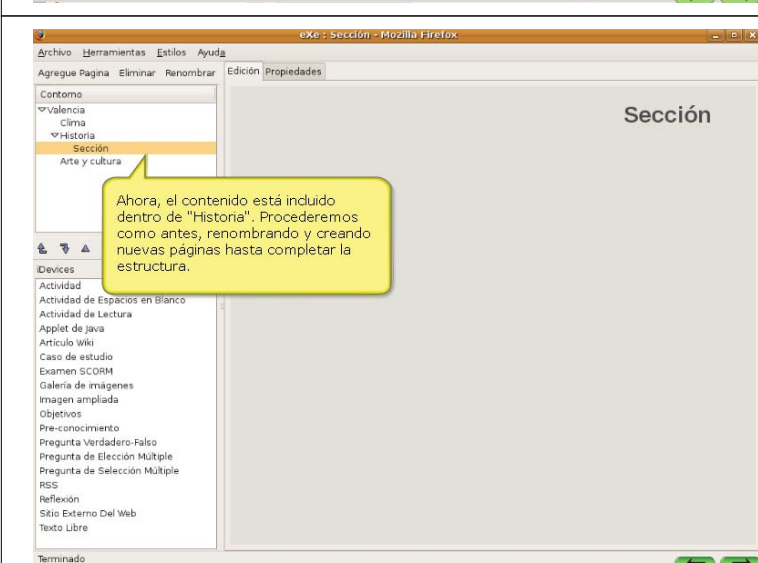 eXe : Sección - Mozilla Firefox
Archivo Herramientas Estilos Ayuda
Agregue Pagina Eliminar Renombrar
Edición Propiedades
Contorno
Valencia
Clima
Historia
Sección
Arte y cultura
Sección
Ahora, el contenido está incluido
dentro de "Historia". Procederemos
como antes, renombrando y creando
nuevas páginas hasta completar la
estructura.
iDevices
Actividad
Actividad de Espacios en Blanco
Actividad de Lectura
Applet de Java
Artículo Wiki
Caso de estudio
Examen SCORM
Galería de imágenes
Imagen ampliada
Objetivos
Pre-conocimiento
Pregunta Verdadero-Falso
Pregunta de Elección Múltiple
Pregunta de Selección Múltiple
RSS
Reflexión
Sitio Externo Del Web
Texto Libre
Terminado